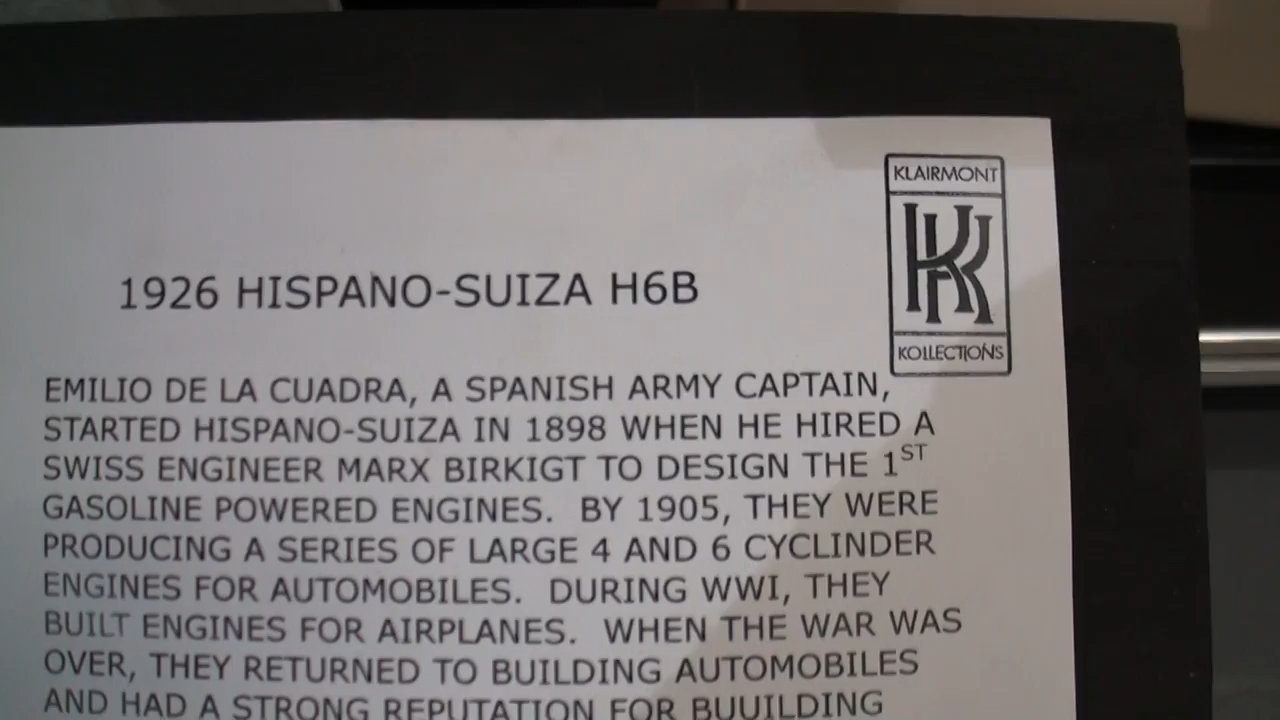 KLAIRMONT
KK
KOLLECTIONS
1926 HISPANO-SUIZA H6B
EMILIO DE LA CUADRA, A SPANISH ARMY CAPTAIN,
STARTED HISPANO-SUIZA IN 1898 WHEN HE HIRED A
SWISS ENGINEER MARX BIRKIGT TO DESIGN THE 1ST
GASOLINE POWERED ENGINES. BY 1905, THEY WERE
PRODUCING A SERIES OF LARGE 4 AND 6 CYCLINDER
ENGINES FOR AUTOMOBILES. DURING WWI, THEY
BUILT ENGINES FOR AIRPLANES. WHEN THE WAR WAS
OVER, THEY RETURNED TO BUILDING AUTOMOBILES
AND HAD A STRONG REPUTATION FOR BUUILDING